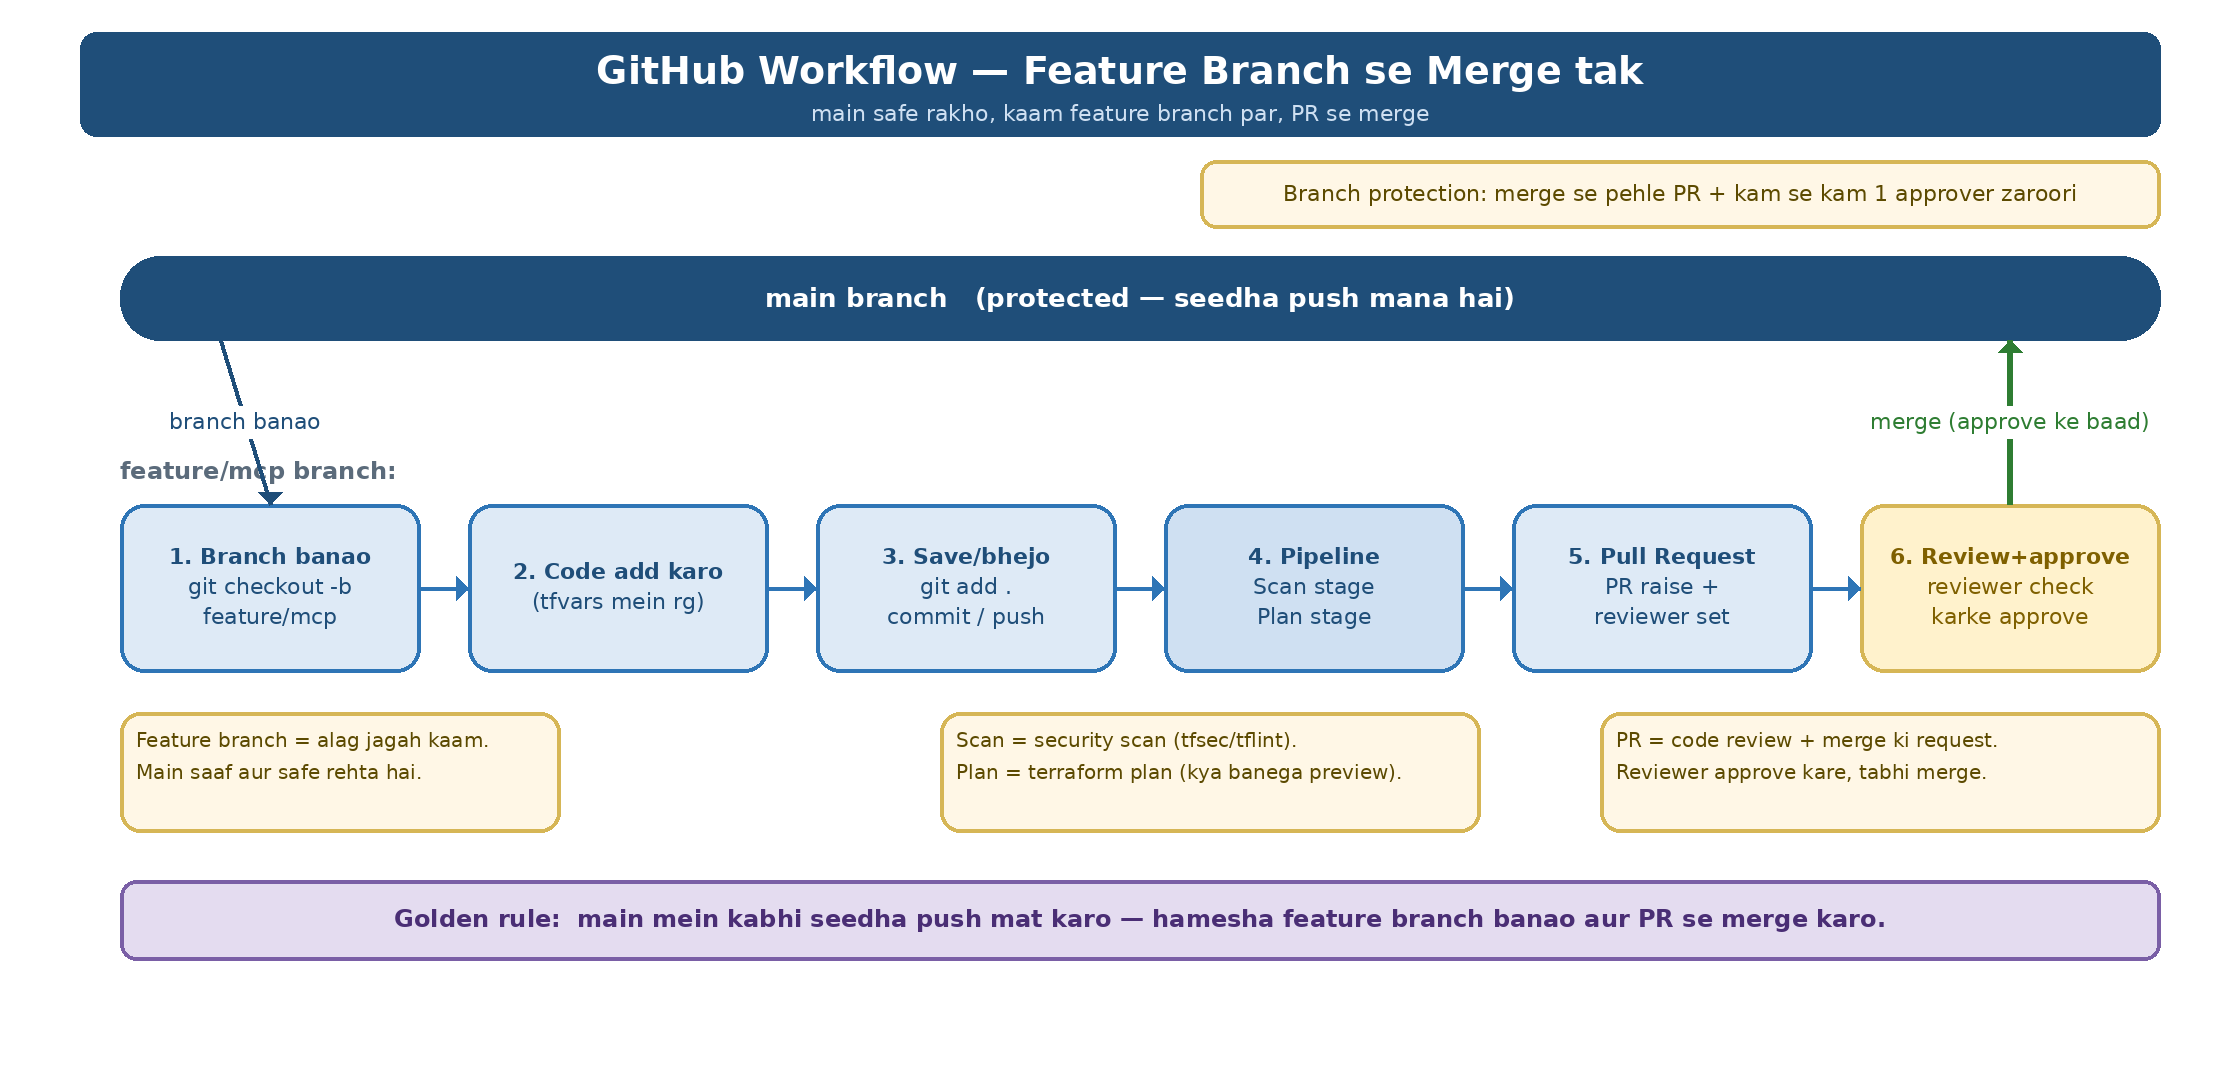 GitHub Workflow — Feature Branch se Merge tak
main safe rakho, kaam feature branch par, PR se merge
Branch protection: merge se pehle PR + kam se kam 1 approver zaroori
main branch   (protected — seedha push mana hai)
branch banao
merge (approve ke baad)
feature/mcp branch:
1. Branch banao
git checkout -b
feature/mcp
2. Code add karo
(tfvars mein rg)
3. Save/bhejo
git add .
commit / push
4. Pipeline
Scan stage
Plan stage
5. Pull Request
PR raise +
reviewer set
6. Review+approve
reviewer check
karke approve
Feature branch = alag jagah kaam.
Main saaf aur safe rehta hai.
Scan = security scan (tfsec/tflint).
Plan = terraform plan (kya banega preview).
PR = code review + merge ki request.
Reviewer approve kare, tabhi merge.
Golden rule:  main mein kabhi seedha push mat karo — hamesha feature branch banao aur PR se merge karo.